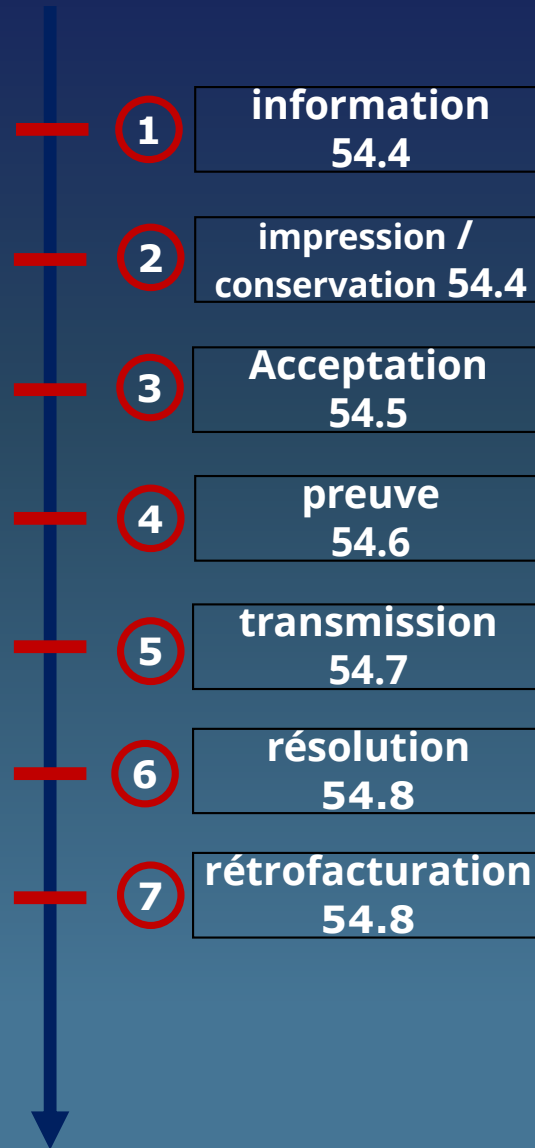 1
information
54.4
2
impression /
conservation 54.4
3
Acceptation
54.5
4
preuve
54.6
5
transmission
54.7
6
résolution
54.8
7
rétrofacturation
54.8